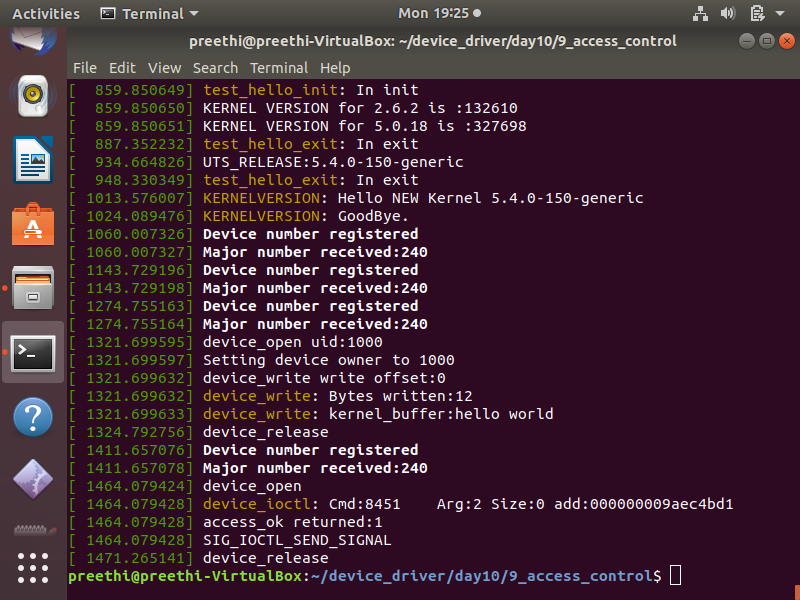 Activities Terminal Mon 19:25
preethi@preethi-VirtualBox: ~/device_driver/day10/9_access_control
File Edit View Search Terminal Help
[  859.850649] test_hello_init: In init
[  859.850650] KERNEL VERSION for 2.6.2 is :132610
[  859.850651] KERNEL VERSION for 5.0.18 is :327698
[  887.352232] test_hello_exit: In exit
[  934.664826] UTS_RELEASE:5.4.0-150-generic
[  948.330349] test_hello_exit: In exit
[ 1013.576007] KERNELVERSION: Hello NEW Kernel 5.4.0-150-generic
[ 1024.089476] KERNELVERSION: GoodBye.
[ 1060.007326] Device number registered
[ 1060.007327] Major number received:240
[ 1143.729196] Device number registered
[ 1143.729198] Major number received:240
[ 1274.755163] Device number registered
[ 1274.755164] Major number received:240
[ 1321.699595] device_open uid:1000
[ 1321.699597] Setting device owner to 1000
[ 1321.699632] device_write write offset:0
[ 1321.699632] device_write: Bytes written:12
[ 1321.699633] device_write: kernel_buffer:hello world
[ 1324.792756] device_release
[ 1411.657076] Device number registered
[ 1411.657078] Major number received:240
[ 1464.079424] device_open
[ 1464.079428] device_ioctl: Cmd:8451    Arg:2 Size:0 add:000000009aec4bd1
[ 1464.079428] access_ok returned:1
[ 1464.079428] SIG_IOCTL_SEND_SIGNAL
[ 1471.265141] device_release
preethi@preethi-VirtualBox:~/device_driver/day10/9_access_control$